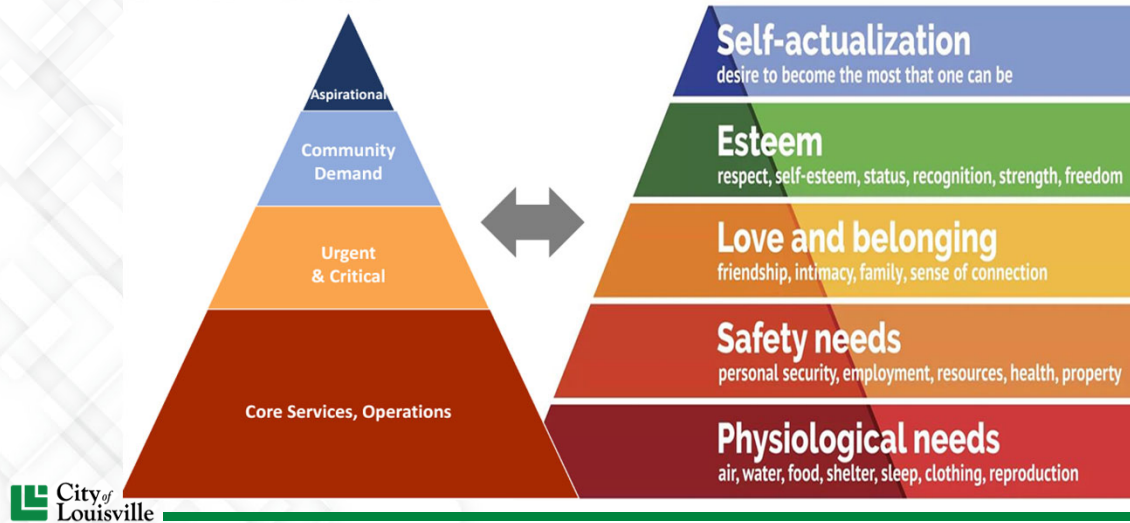 Aspirational
Community
Demand
Urgent
& Critical
Core Services, Operations
Self-actualization
desire to become the most that one can be
Esteem
respect, self-esteem, status, recognition, strength, freedom
Love and belonging
friendship, intimacy, family, sense of connection
Safety needs
personal security, employment, resources, health, property
Physiological needs
air, water, food, shelter, sleep, clothing, reproduction
City of
Louisville